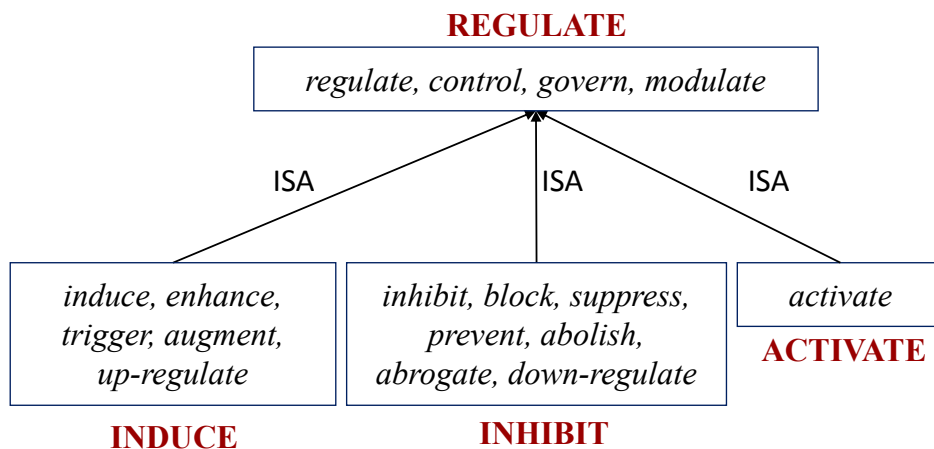 REGULATE
regulate, control, govern, modulate
ISA
ISA
ISA
induce, enhance,
trigger, augment,
up-regulate
INDUCE
inhibit, block, suppress,
prevent, abolish,
abrogate, down-regulate
INHIBIT
activate
ACTIVATE